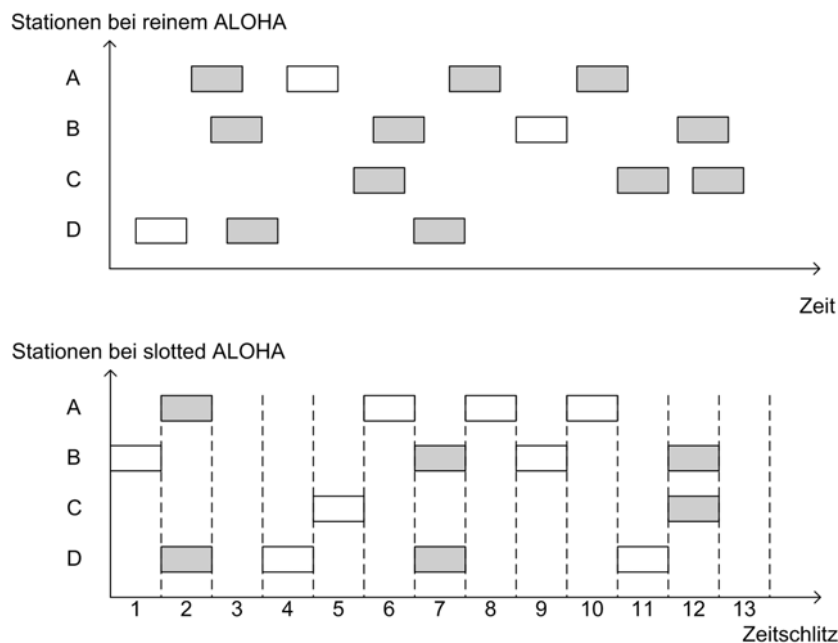 Stationen bei reinem ALOHA
A
B
C
D
Zeit
Stationen bei slotted ALOHA
A
B
C
D
1 2 3 4 5 6 7 8 9 10 11 12 13
Zeitschlitz